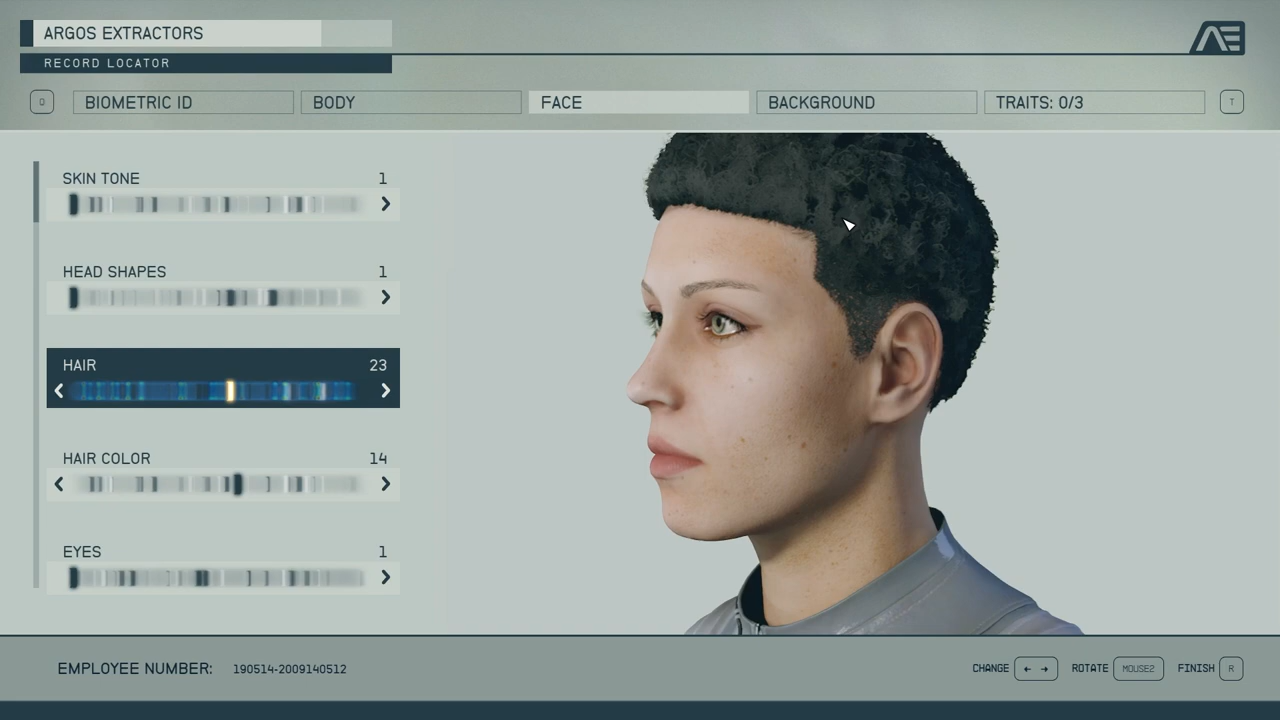 ARGOS EXTRACTORS
RECORD LOCATOR
Q BIOMETRIC ID BODY FACE BACKGROUND TRAITS: 0/3 T
SKIN TONE 1
HEAD SHAPES 1
HAIR 23
HAIR COLOR 14
EYES 1
EMPLOYEE NUMBER: 190514-2009140512 CHANGE ROTATE MOUSE2 FINISH R